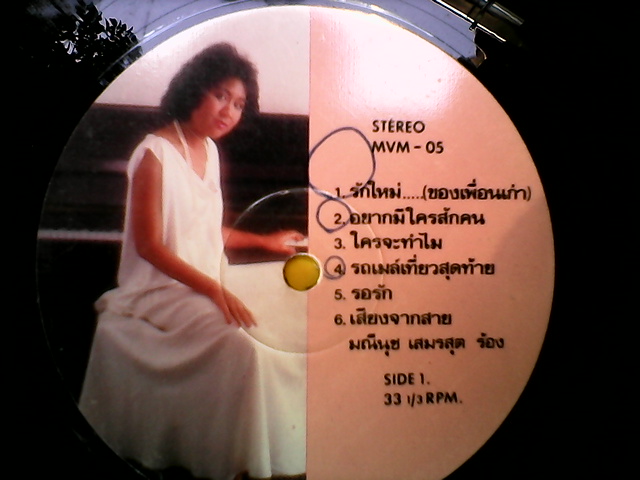 STEREO
MVM - 05
1. รักใหม่.....(ของเพื่อนเก่า)
2. อยากมีใครสักคน
3. ใครจะทำไม
4. รถเมล์เที่ยวสุดท้าย
5. รอรัก
6. เสียงจากสาย
มณีนุช เสมรสุต ร้อง
SIDE 1.
33 1/3 RPM.